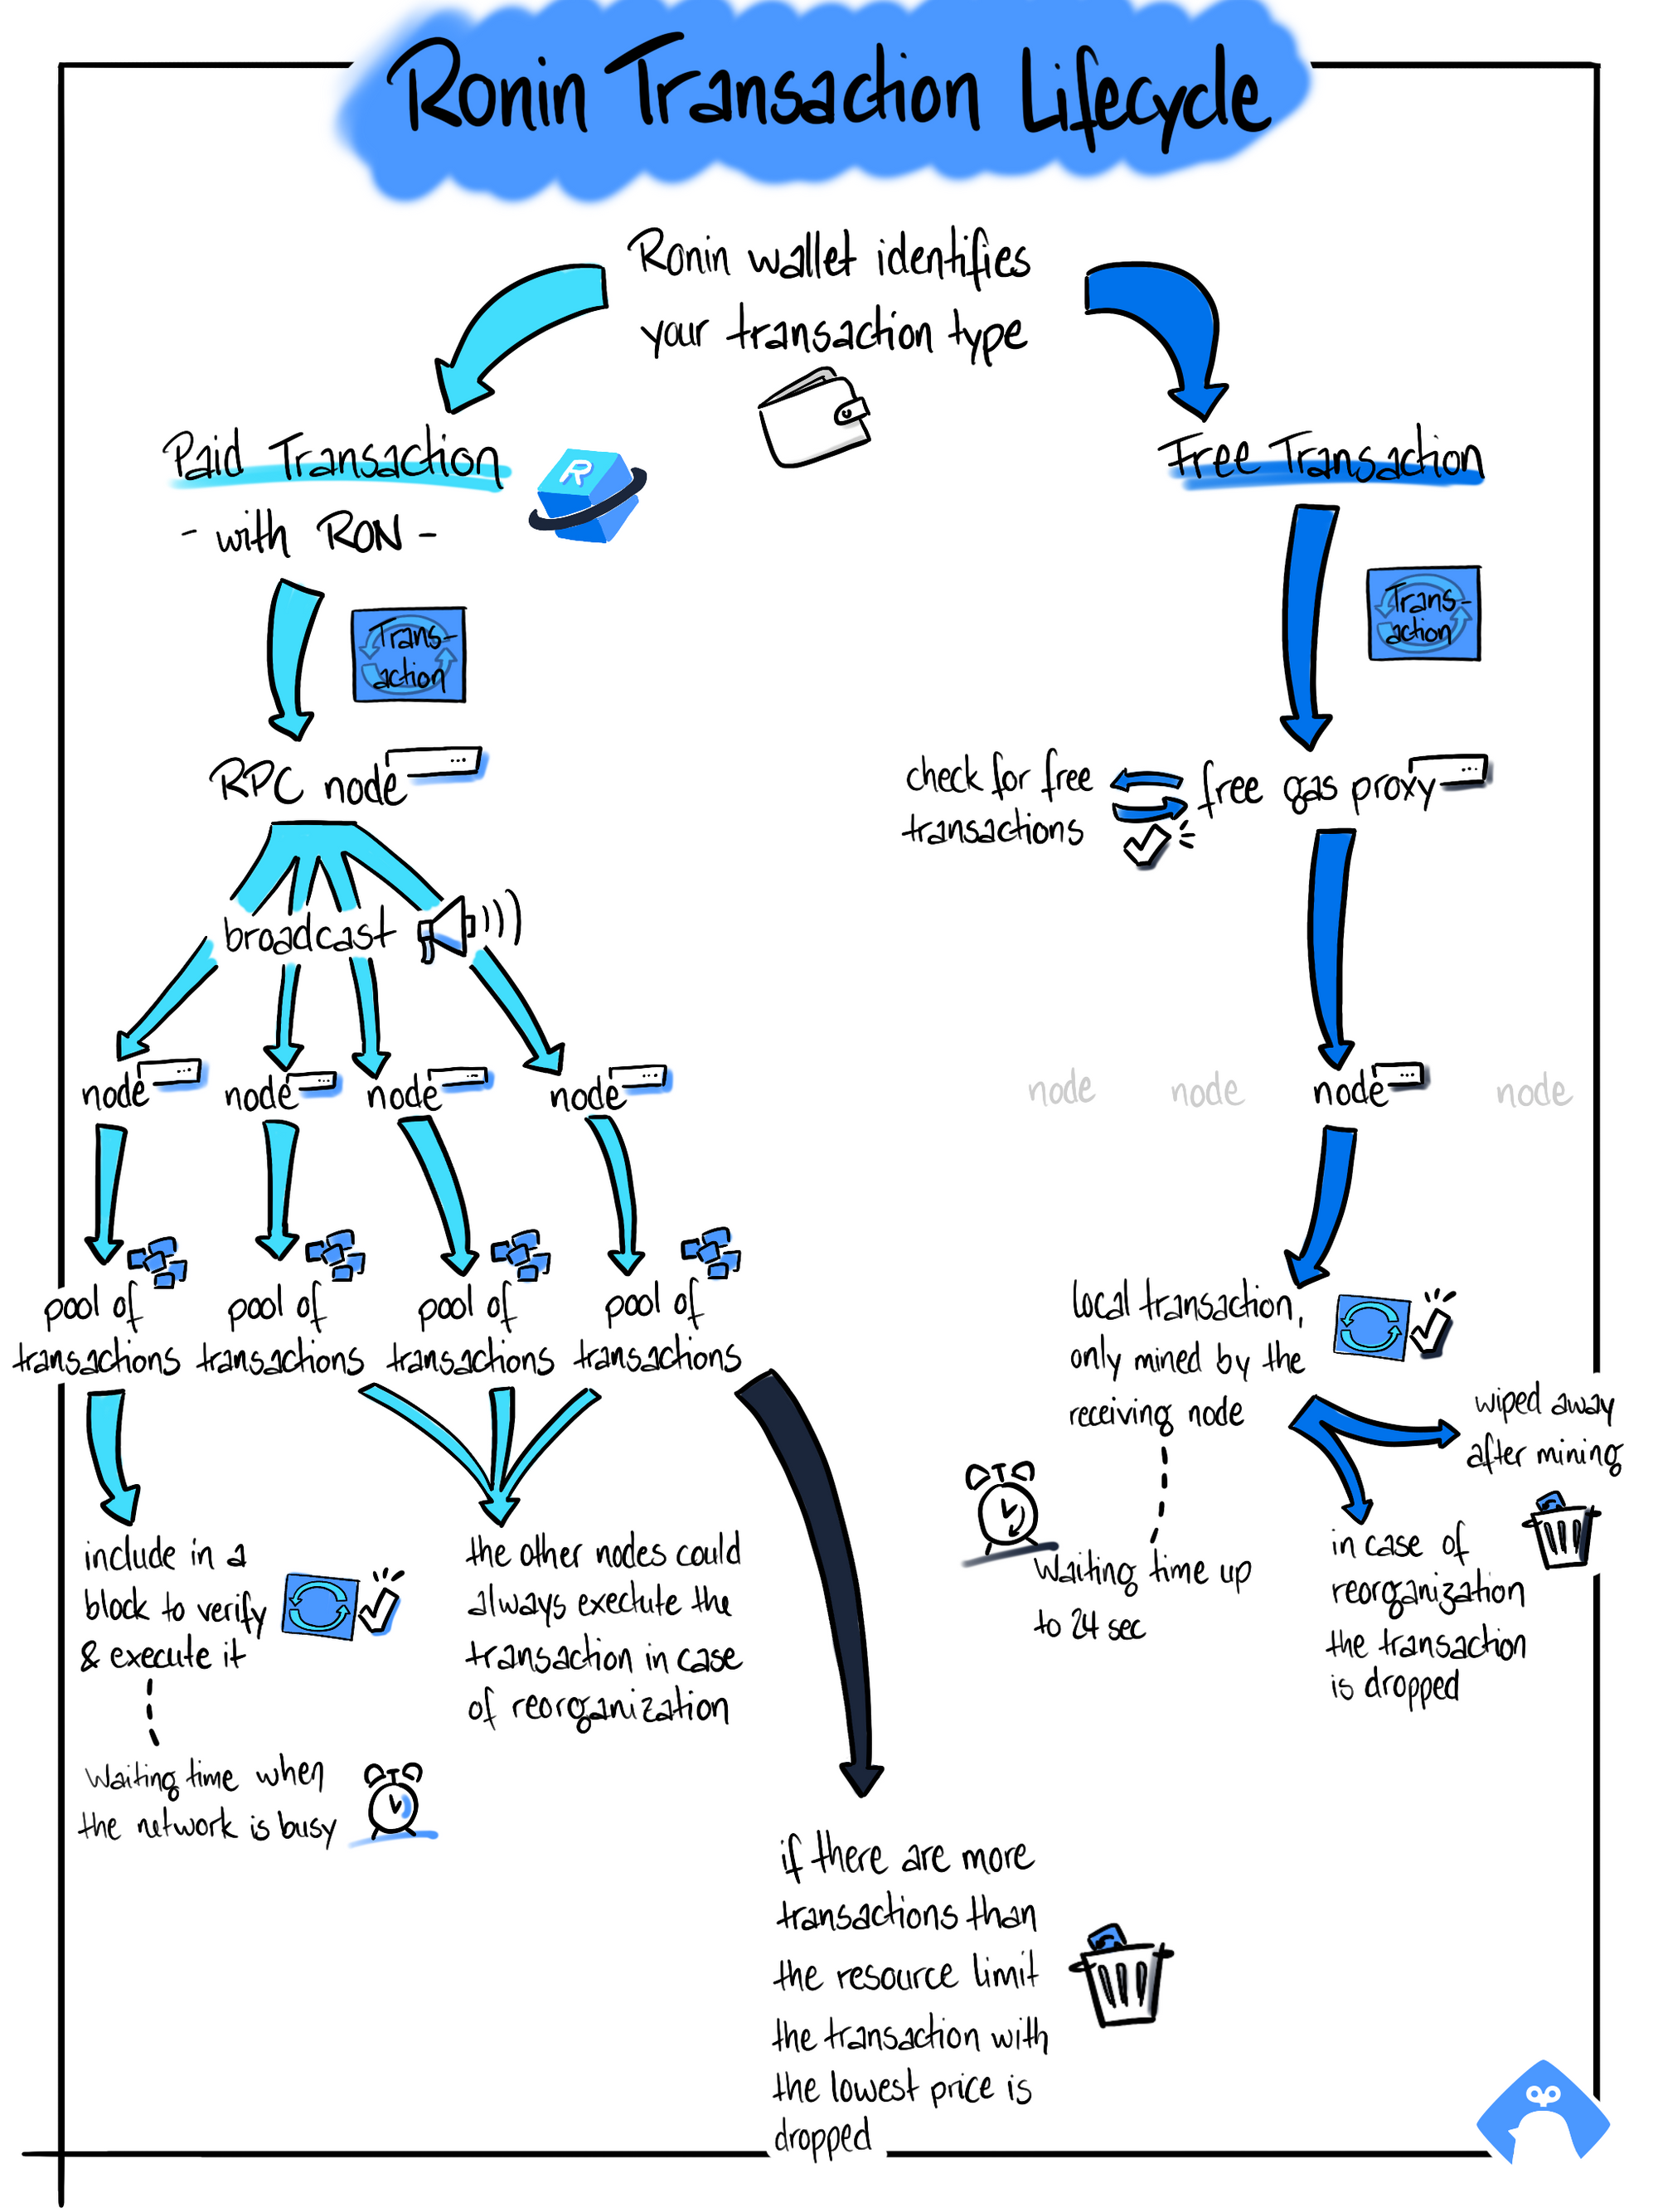 Ronin Transaction Lifecycle
Ronin wallet identifies
your transaction type
Paid Transaction
- with RON -
R
Trans-
action
RPC node
broadcast
node
node
node
node
pool of
transactions
pool of
transactions
pool of
transactions
pool of
transactions
include in a
block to verify
& execute it
Waiting time when
the network is busy
the other nodes could
always exectute the
transaction in case
of reorganization
if there are more
transactions than
the resource limit
the transaction with
the lowest price is
dropped
Free Transaction
Trans-
action
free gas proxy
check for free
transactions
node
node
node
node
local transaction,
only mined by the
receiving node
Waiting time up
to 24 sec
wiped away
after mining
in case of
reorganization
the transaction
is dropped